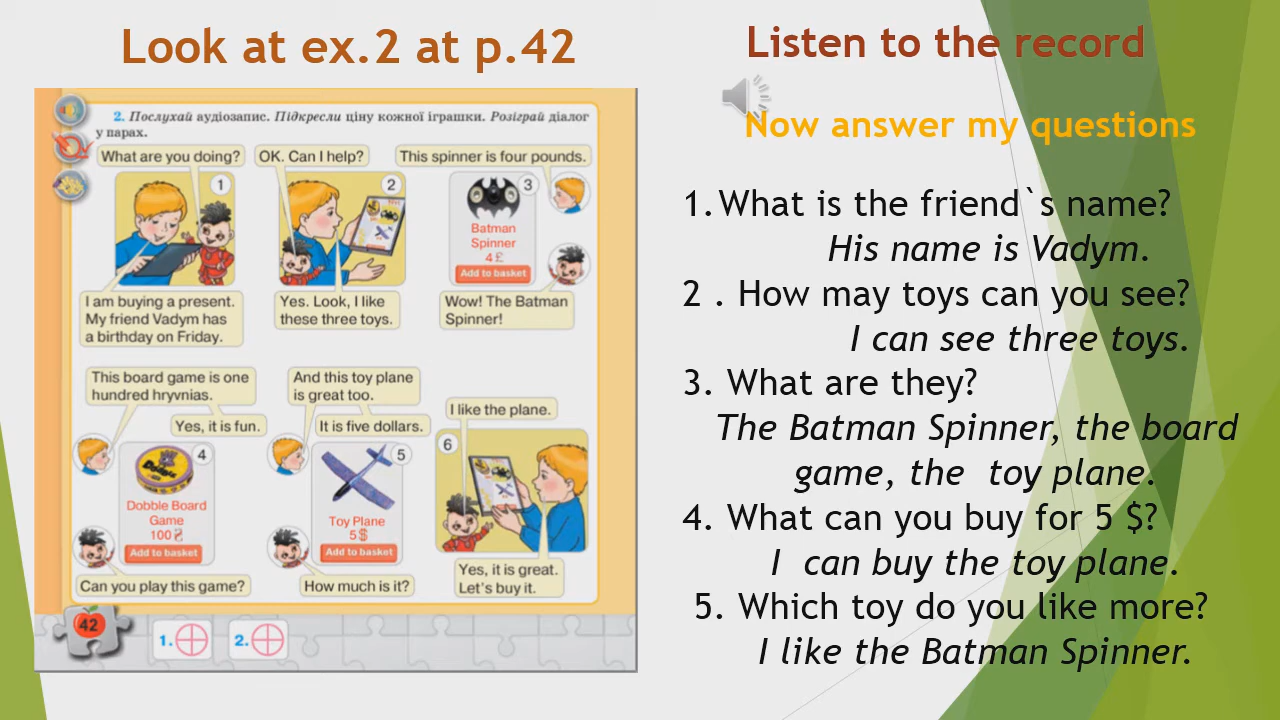 Look at ex.2 at p.42
2. Послухай аудіозапис. Підкресли ціну кожної іграшки. Розіграй діалог
у парах.
What are you doing?
1
I am buying a present.
My friend Vadym has
a birthday on Friday.
OK. Can I help?
2
Yes. Look, I like
these three toys.
This spinner is four pounds.
3
Batman
Spinner
4£
Add to basket
Wow! The Batman
Spinner!
This board game is one
hundred hryvnias.
Yes, it is fun.
4
Dobble
Dobble Board
Game
100₴
Add to basket
Can you play this game?
And this toy plane
is great too.
It is five dollars.
5
Toy Plane
5$
Add to basket
How much is it?
I like the plane.
6
Yes, it is great.
Let's buy it.
42
1.
2.
Listen to the record
Now answer my questions
1. What is the friend`s name?
His name is Vadym.
2 . How may toys can you see?
I can see three toys.
3. What are they?
The Batman Spinner, the board
game, the toy plane.
4. What can you buy for 5 $?
I can buy the toy plane.
5. Which toy do you like more?
I like the Batman Spinner.